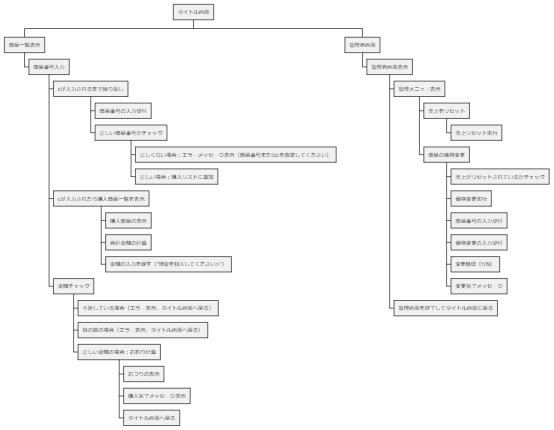 タイトル画面
商品一覧表示
管理者画面
商品番号入力
管理者画面表示
cが入力されるまで繰り返し
管理メニュー表示
商品番号の入力受付
売上をリセット
正しい商品番号かチェック
売上リセット実行
正しくない場合：エラーメッセージ表示（商品番号またはcを指定してください）
商品の価格変更
正しい場合：購入リストに追加
売上がリセットされているかチェック
cが入力されたら購入商品一覧を表示
価格変更実行
購入商品の表示
商品番号の入力受付
合計金額の計算
価格変更の入力受付
金額の入力を促す（"現金を投入してください>"）
変更確認（Y/N）
金額チェック
変更完了メッセージ
不足している場合（エラー表示、タイトル画面へ戻る）
管理画面を終了してタイトル画面に戻る
負の数の場合（エラー表示、タイトル画面へ戻る）
正しい金額の場合：お釣り計算
おつりの表示
購入完了メッセージ表示
タイトル画面へ戻る